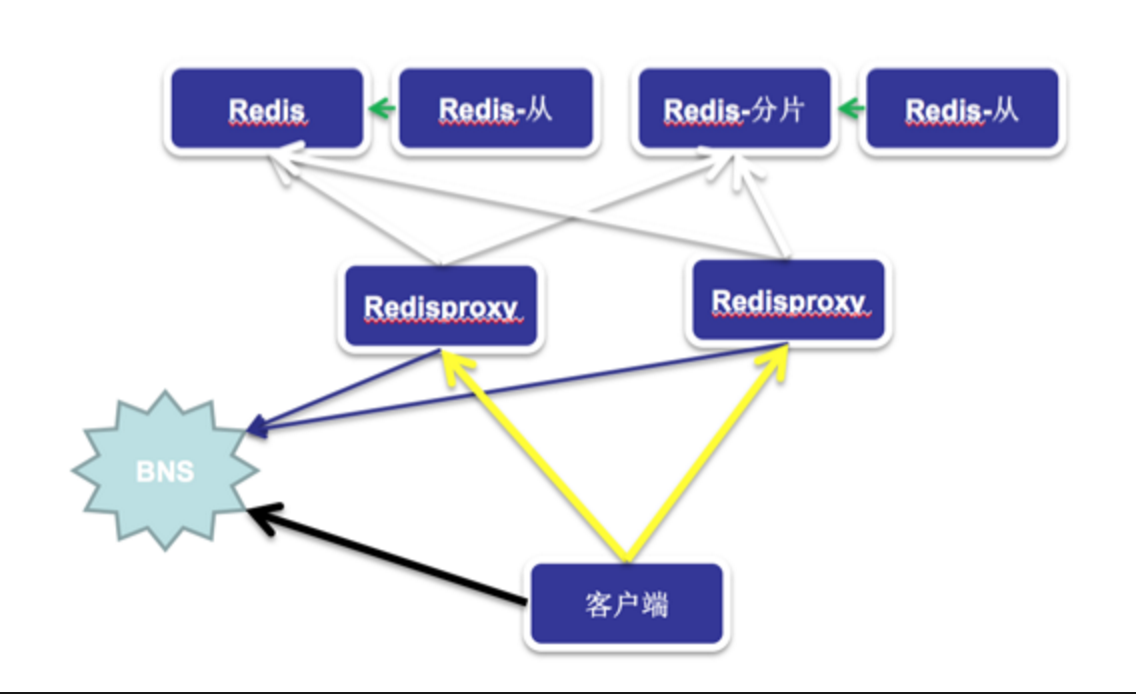 Redis
Redis-从
Redis-分片
Redis-从
Redisproxy
Redisproxy
BNS
客户端